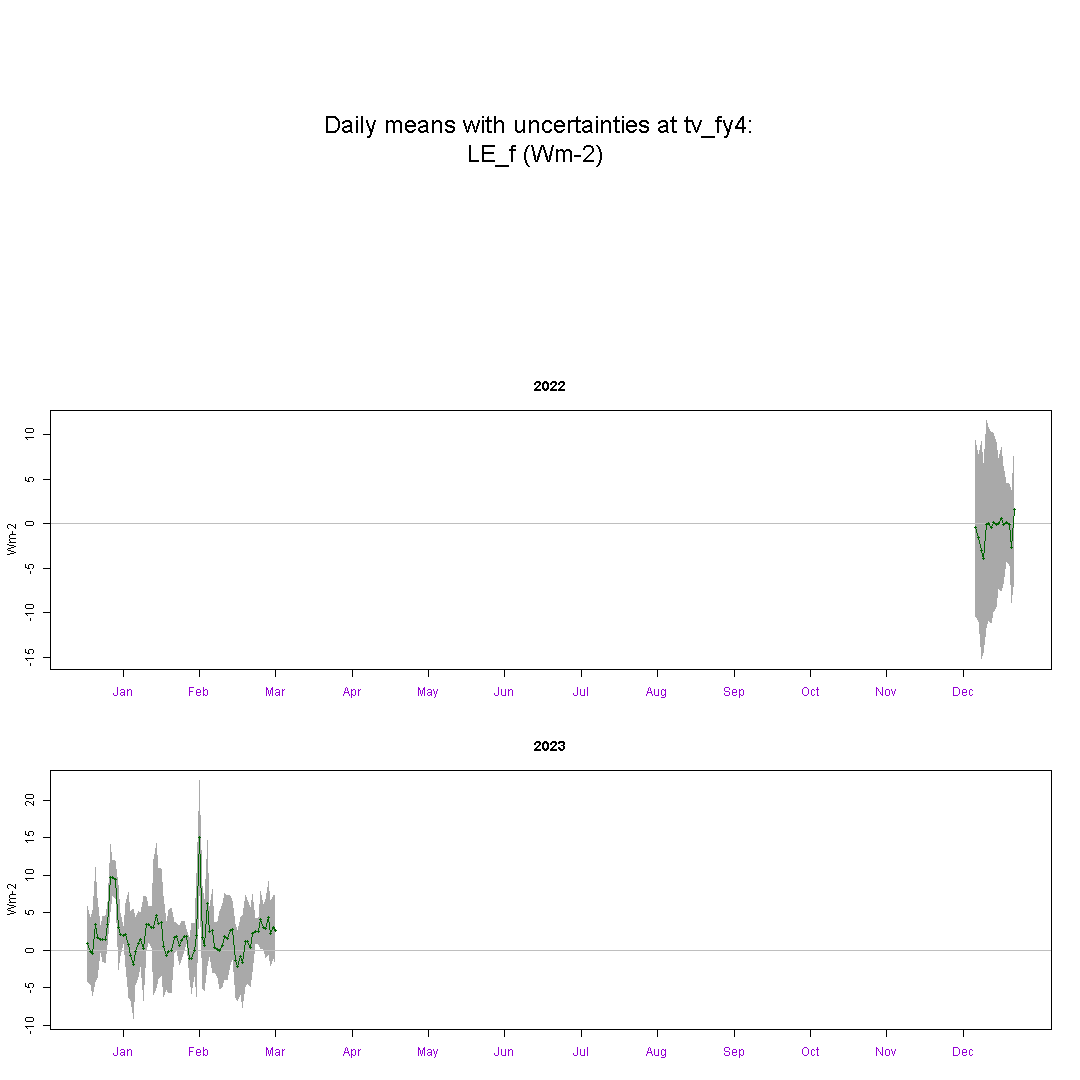 Daily means with uncertainties at tv_fy4:
LE_f (Wm-2)
2022
Wm-2
10
5
0
-5
-10
-15
Jan Feb Mar Apr May Jun Jul Aug Sep Oct Nov Dec
2023
Wm-2
20
15
10
5
0
-5
-10
Jan Feb Mar Apr May Jun Jul Aug Sep Oct Nov Dec